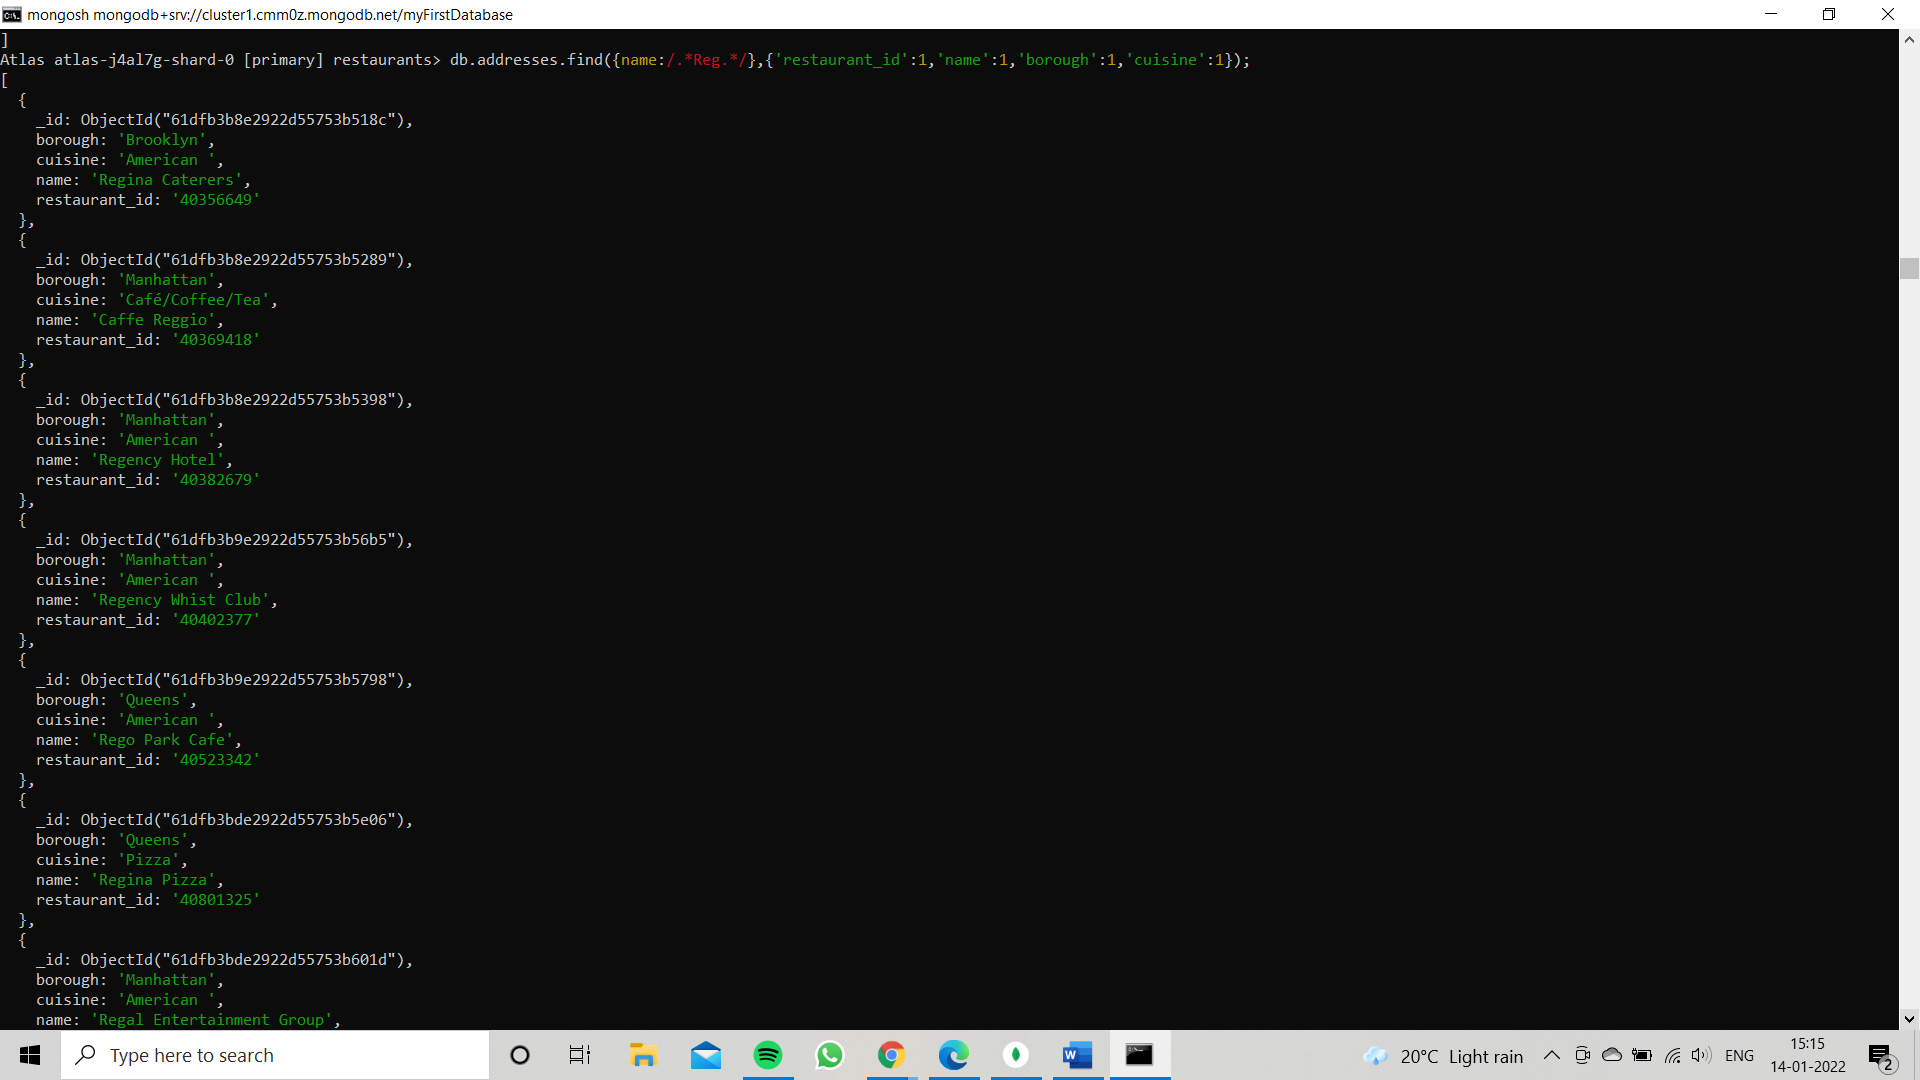 mongosh mongodb+srv://cluster1.cmm0z.mongodb.net/myFirstDatabase
]
Atlas atlas-j4al7g-shard-0 [primary] restaurants> db.addresses.find({name:/.*Reg.*/},{'restaurant_id':1,'name':1,'borough':1,'cuisine':1});
[
  {
    _id: ObjectId("61dfb3b8e2922d55753b518c"),
    borough: 'Brooklyn',
    cuisine: 'American ',
    name: 'Regina Caterers',
    restaurant_id: '40356649'
  },
  {
    _id: ObjectId("61dfb3b8e2922d55753b5289"),
    borough: 'Manhattan',
    cuisine: 'Café/Coffee/Tea',
    name: 'Caffe Reggio',
    restaurant_id: '40369418'
  },
  {
    _id: ObjectId("61dfb3b8e2922d55753b5398"),
    borough: 'Manhattan',
    cuisine: 'American ',
    name: 'Regency Hotel',
    restaurant_id: '40382679'
  },
  {
    _id: ObjectId("61dfb3b9e2922d55753b56b5"),
    borough: 'Manhattan',
    cuisine: 'American ',
    name: 'Regency Whist Club',
    restaurant_id: '40402377'
  },
  {
    _id: ObjectId("61dfb3b9e2922d55753b5798"),
    borough: 'Queens',
    cuisine: 'American ',
    name: 'Rego Park Cafe',
    restaurant_id: '40523342'
  },
  {
    _id: ObjectId("61dfb3bde2922d55753b5e06"),
    borough: 'Queens',
    cuisine: 'Pizza',
    name: 'Regina Pizza',
    restaurant_id: '40801325'
  },
  {
    _id: ObjectId("61dfb3bde2922d55753b601d"),
    borough: 'Manhattan',
    cuisine: 'American ',
    name: 'Regal Entertainment Group',
Type here to search
20°C Light rain
ENG
15:15
14-01-2022
2